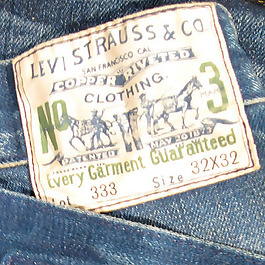 LEVI STRAUSS & CO.
SAN FRANCISCO CAL.
COPPER RIVETED
CLOTHING.
No 3
PATENTED MAY 20 1873
Every Garment Guaranteed
Lot 333 Size 32X32